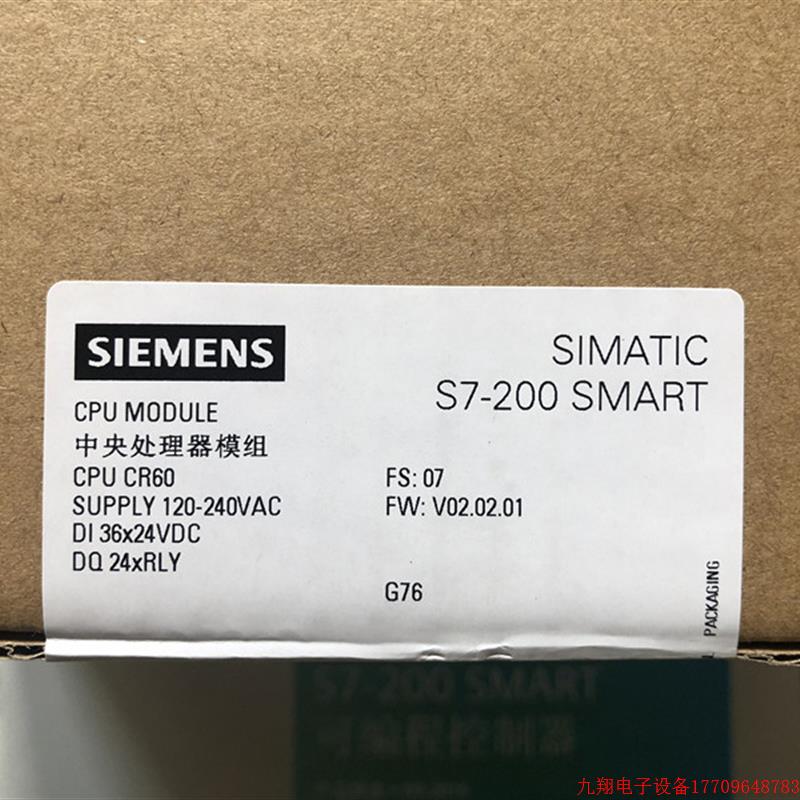 SIEMENS
SIMATIC
S7-200 SMART
CPU MODULE
中央处理器模组
CPU CR60
FS: 07
SUPPLY 120-240VAC
FW: V02.02.01
DI 36x24VDC
DQ 24xRLY
G76
PACKAGING
S7-200 SMART
可编程控制器
九翔电子设备17709648783